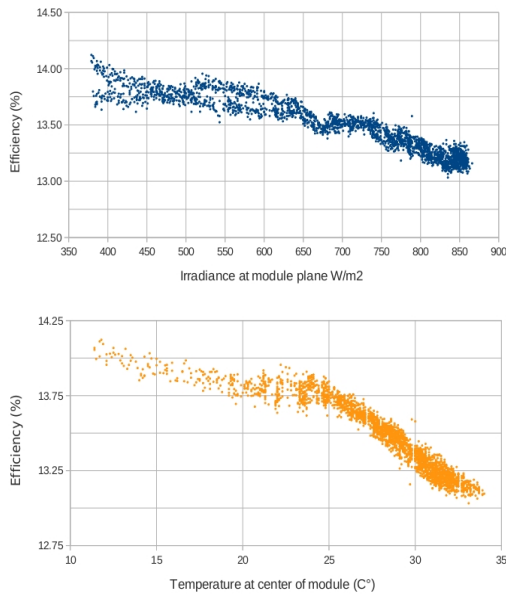 14.50
14.00
13.50
13.00
12.50
Efficiency (%)
350 400 450 500 550 600 650 700 750 800 850 900
Irradiance at module plane W/m2
14.25
13.75
13.25
12.75
Efficiency (%)
10 15 20 25 30 35
Temperature at center of module (C°)